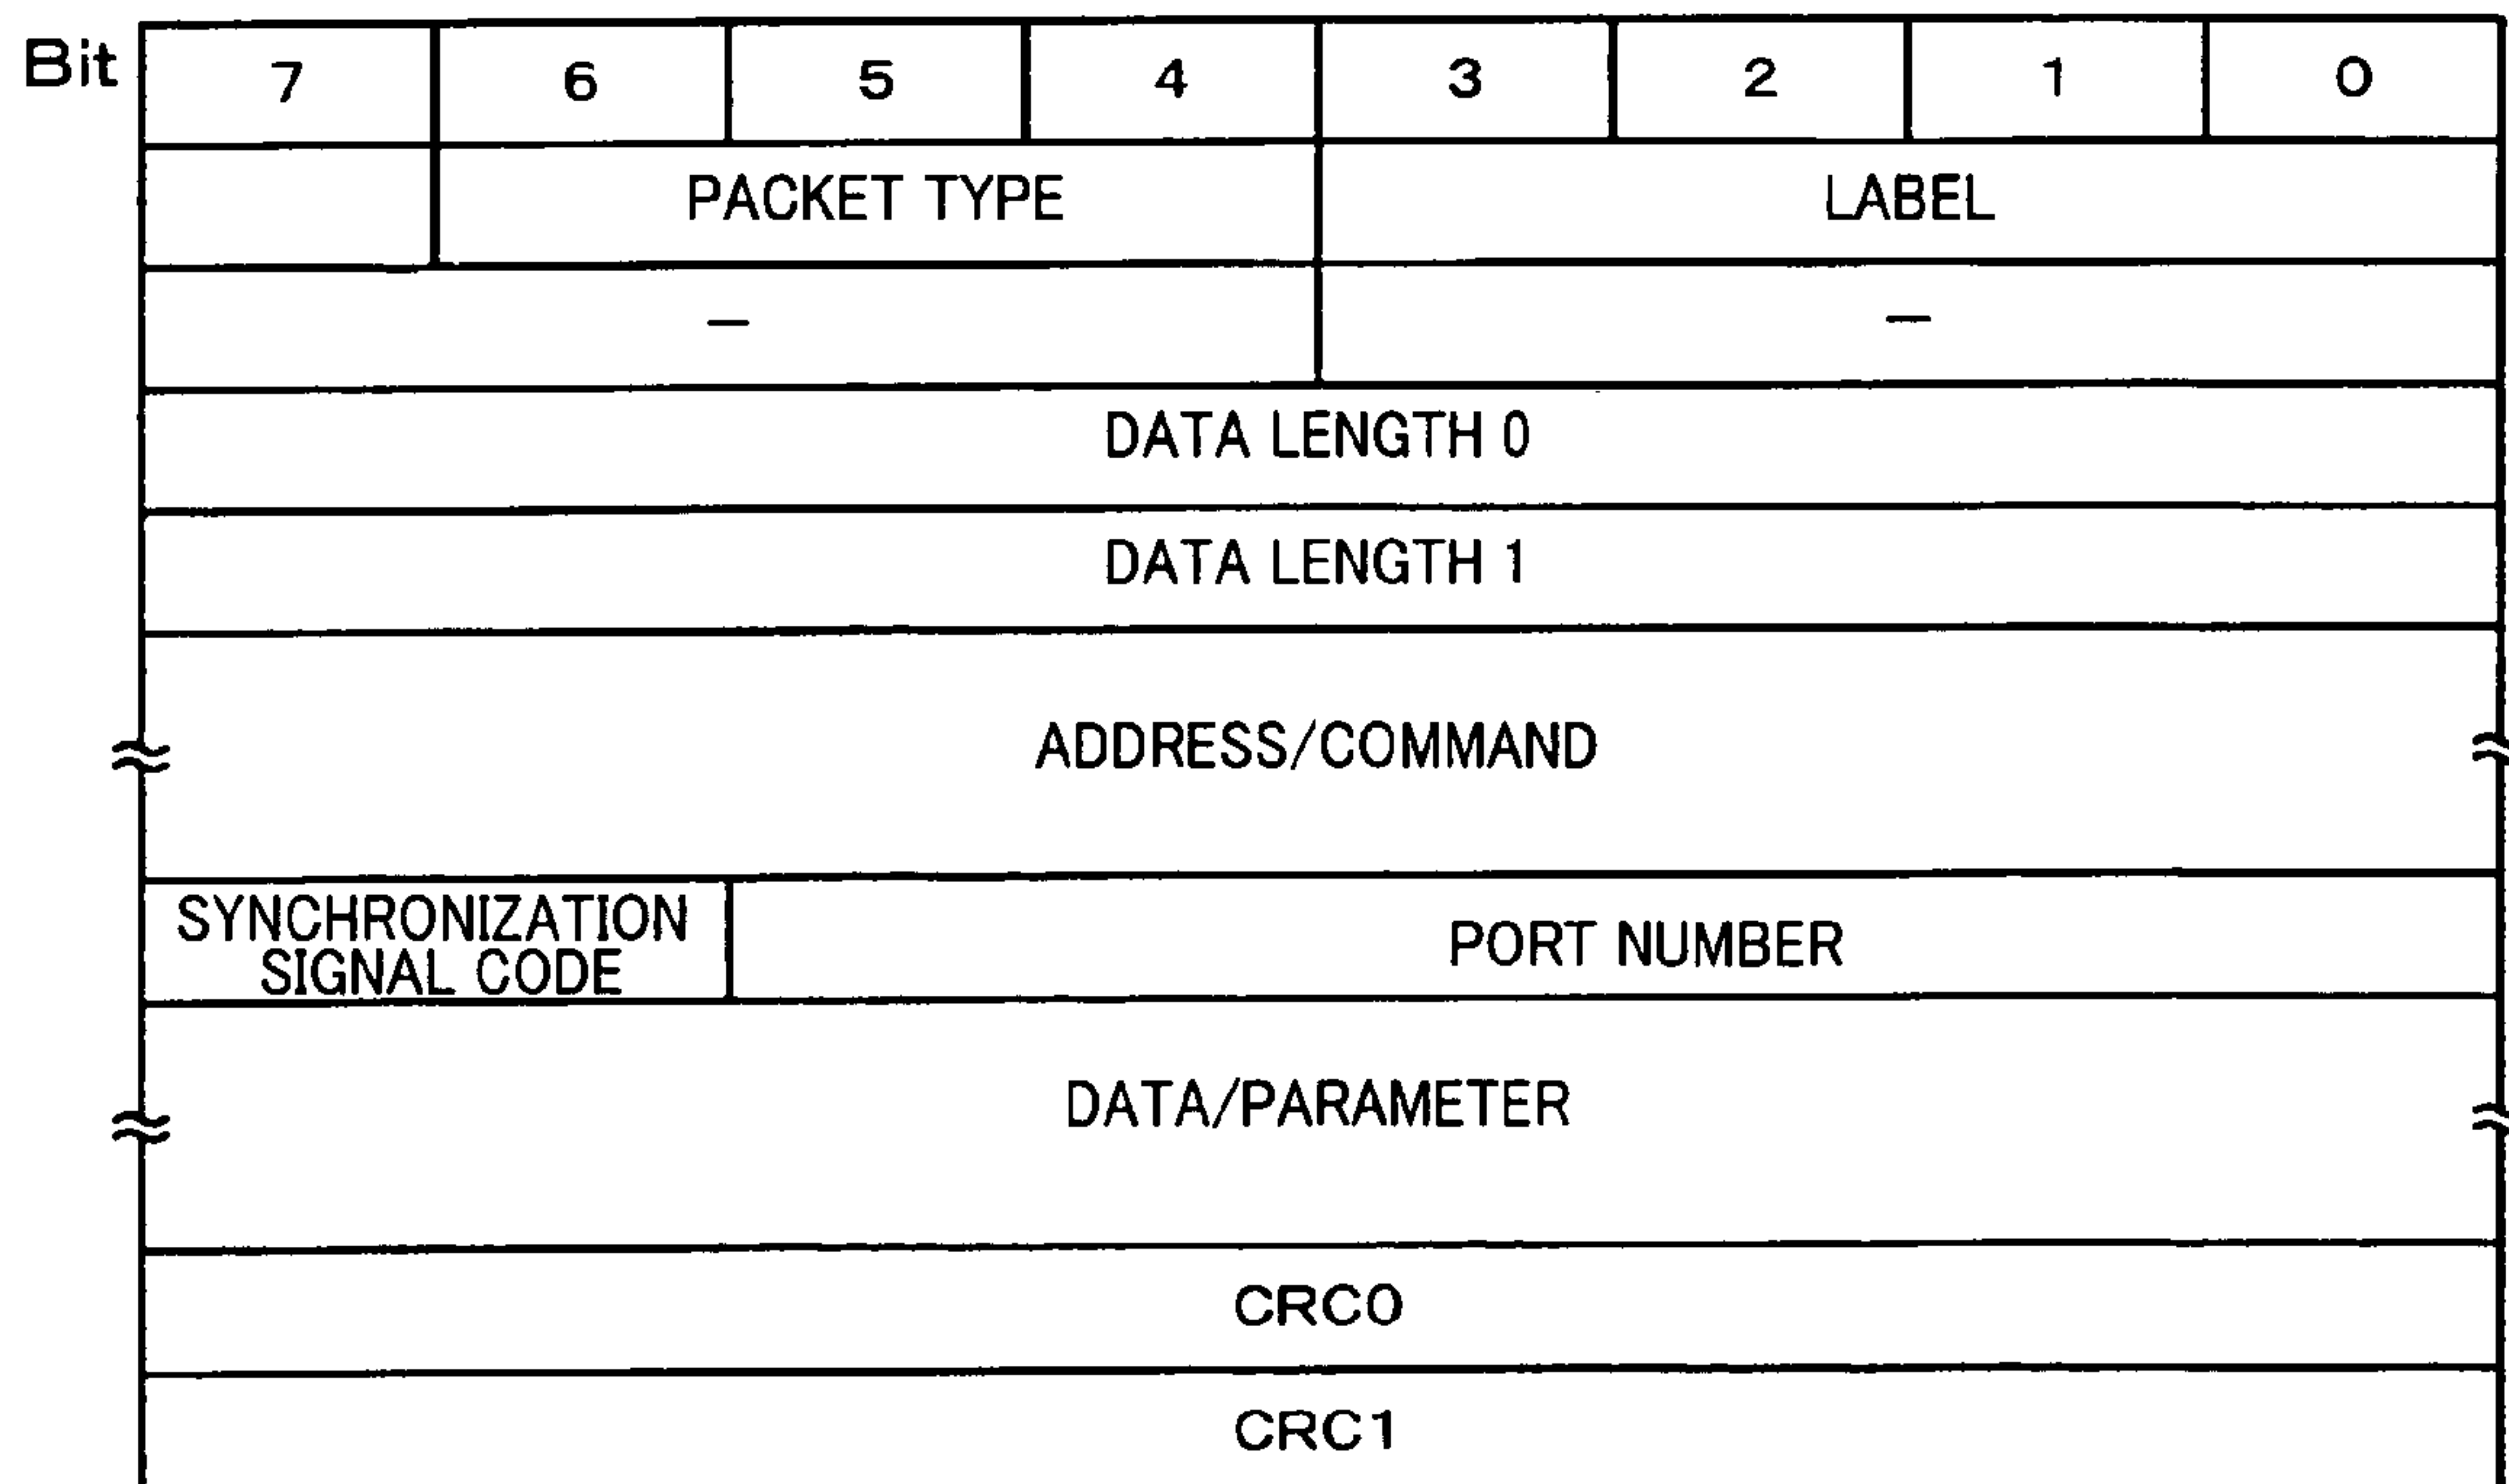 Bit 7 6 5 4 3 2 1 0
PACKET TYPE LABEL
— —
DATA LENGTH 0
DATA LENGTH 1
ADDRESS/COMMAND
SYNCHRONIZATION
SIGNAL CODE
PORT NUMBER
DATA/PARAMETER
CRC0
CRC1